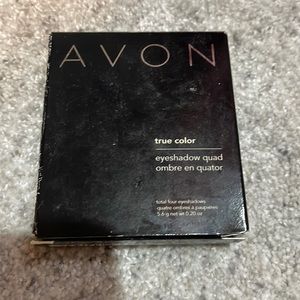 AVON
true color
eyeshadow quad
ombre en quator
total four eyeshadows
quatre ombres à paupières
5.6 g net wt 0.20 oz